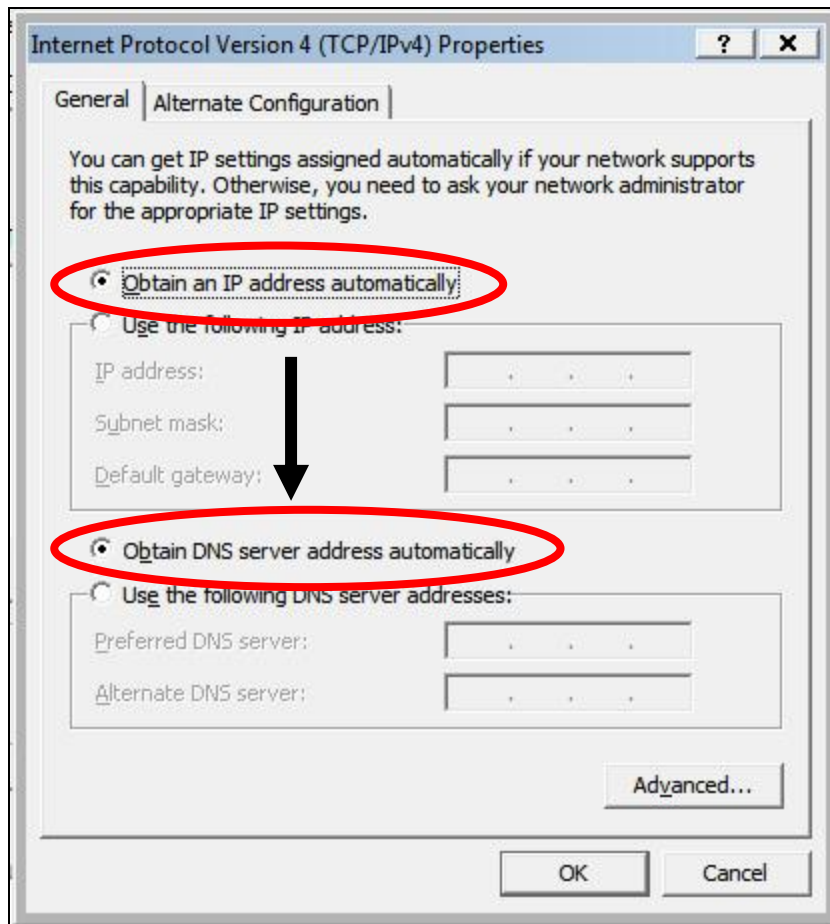 Internet Protocol Version 4 (TCP/IPv4) Properties
General
Alternate Configuration
You can get IP settings assigned automatically if your network supports
this capability. Otherwise, you need to ask your network administrator
for the appropriate IP settings.
Obtain an IP address automatically
Use the following IP address:
IP address:
Subnet mask:
Default gateway:
Obtain DNS server address automatically
Use the following DNS server addresses:
Preferred DNS server:
Alternate DNS server:
Advanced...
OK
Cancel